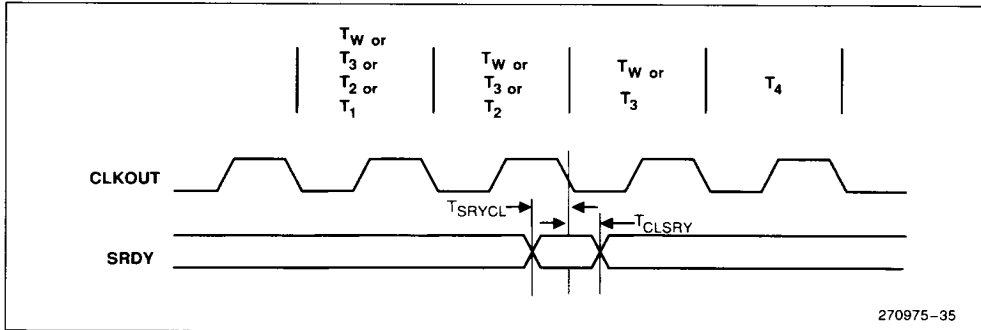 T_W or
T_3 or
T_2 or
T_1
T_W or
T_3 or
T_2
T_W or
T_3
T_4
CLKOUT
T_SRYCL
T_CLSRY
SRDY
270975-35